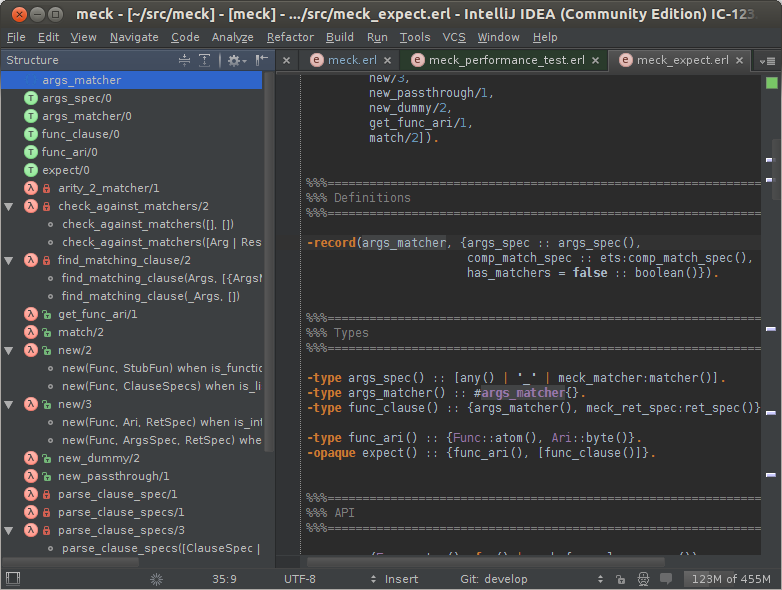 meck - [~/src/meck] - [meck] - .../src/meck_expect.erl - IntelliJ IDEA (Community Edition) IC-123.
File Edit View Navigate Code Analyze Refactor Build Run Tools VCS Window Help
Structure
meck.erl
meck_performance_test.erl
meck_expect.erl
args_matcher
args_spec/0
args_matcher/0
func_clause/0
func_ari/0
expect/0
arity_2_matcher/1
check_against_matchers/2
check_against_matchers([], [])
check_against_matchers([Arg | Res
find_matching_clause/2
find_matching_clause(Args, [{ArgsM
find_matching_clause(_Args, [])
get_func_ari/1
match/2
new/2
new(Func, StubFun) when is_functio
new(Func, ClauseSpecs) when is_li
new/3
new(Func, Ari, RetSpec) when is_int
new(Func, ArgsSpec, RetSpec) whe
new_dummy/2
new_passthrough/1
parse_clause_spec/1
parse_clause_specs/1
parse_clause_specs/3
parse_clause_specs([ClauseSpec |
new/3,
new_passthrough/1,
new_dummy/2,
get_func_ari/1,
match/2]).
%%%============================================================
%%% Definitions
%%%============================================================
-record(args_matcher, {args_spec :: args_spec(),
comp_match_spec :: ets:comp_match_spec(),
has_matchers = false :: boolean()}).
%%%============================================================
%%% Types
%%%============================================================
-type args_spec() :: [any() | '_' | meck_matcher:matcher()].
-type args_matcher() :: #args_matcher{}.
-type func_clause() :: {args_matcher(), meck_ret_spec:ret_spec()}
-type func_ari() :: {Func::atom(), Ari::byte()}.
-opaque expect() :: {func_ari(), [func_clause()]}.
%%%============================================================
%%% API
%%%============================================================
35:9 UTF-8 Insert Git: develop 123M of 455M